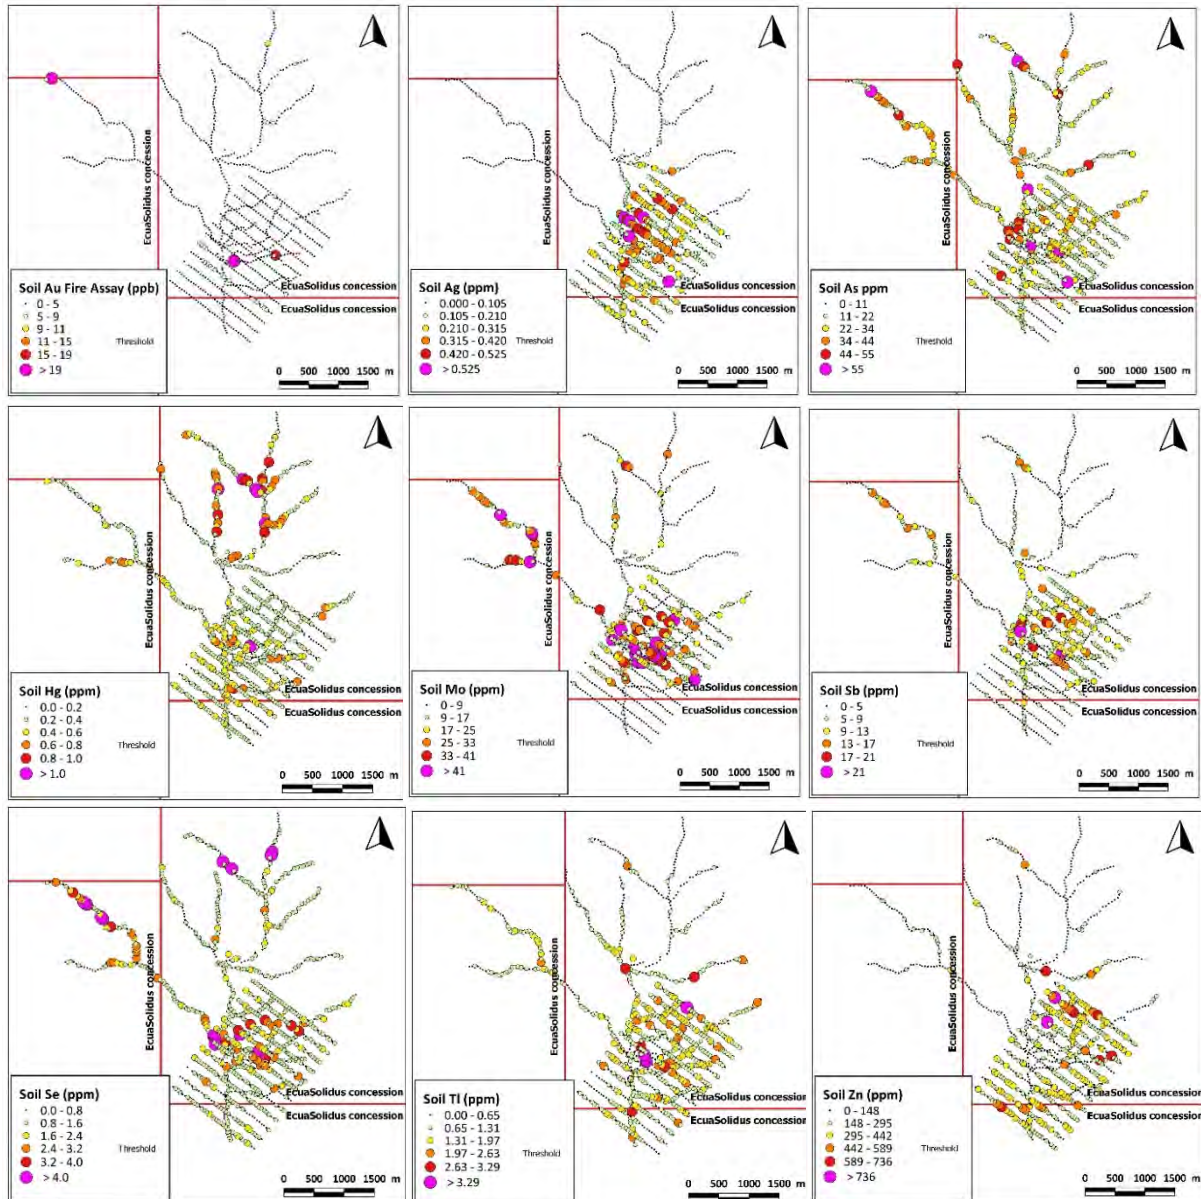 EcuaSolidus concession
EcuaSolidus concession
EcuaSolidus concession
Soil Au Fire Assay (ppb)
0 - 5
5 - 9
9 - 11
11 - 15
15 - 19
> 19
Threshold
0 500 1000 1500 m
EcuaSolidus concession
EcuaSolidus concession
EcuaSolidus concession
Soil Ag (ppm)
0.000 - 0.105
0.105 - 0.210
0.210 - 0.315
0.315 - 0.420
0.420 - 0.525
> 0.525
Threshold
0 500 1000 1500 m
EcuaSolidus concession
EcuaSolidus concession
EcuaSolidus concession
Soil As ppm
0 - 11
11 - 22
22 - 34
34 - 44
44 - 55
> 55
Threshold
0 500 1000 1500 m
EcuaSolidus concession
EcuaSolidus concession
EcuaSolidus concession
Soil Hg (ppm)
0.0 - 0.2
0.2 - 0.4
0.4 - 0.6
0.6 - 0.8
0.8 - 1.0
> 1.0
Threshold
0 500 1000 1500 m
EcuaSolidus concession
EcuaSolidus concession
EcuaSolidus concession
Soil Mo (ppm)
0 - 9
9 - 17
17 - 25
25 - 33
33 - 41
> 41
Threshold
0 500 1000 1500 m
EcuaSolidus concession
EcuaSolidus concession
EcuaSolidus concession
Soil Sb (ppm)
0 - 5
5 - 9
9 - 13
13 - 17
17 - 21
> 21
Threshold
0 500 1000 1500 m
EcuaSolidus concession
EcuaSolidus concession
EcuaSolidus concession
Soil Se (ppm)
0.0 - 0.8
0.8 - 1.6
1.6 - 2.4
2.4 - 3.2
3.2 - 4.0
> 4.0
Threshold
0 500 1000 1500 m
EcuaSolidus concession
EcuaSolidus concession
EcuaSolidus concession
Soil Tl (ppm)
0.00 - 0.65
0.65 - 1.31
1.31 - 1.97
1.97 - 2.63
2.63 - 3.29
> 3.29
Threshold
0 500 1000 1500 m
EcuaSolidus concession
EcuaSolidus concession
EcuaSolidus concession
Soil Zn (ppm)
0 - 148
148 - 295
295 - 442
442 - 589
589 - 736
> 736
Threshold
0 500 1000 1500 m